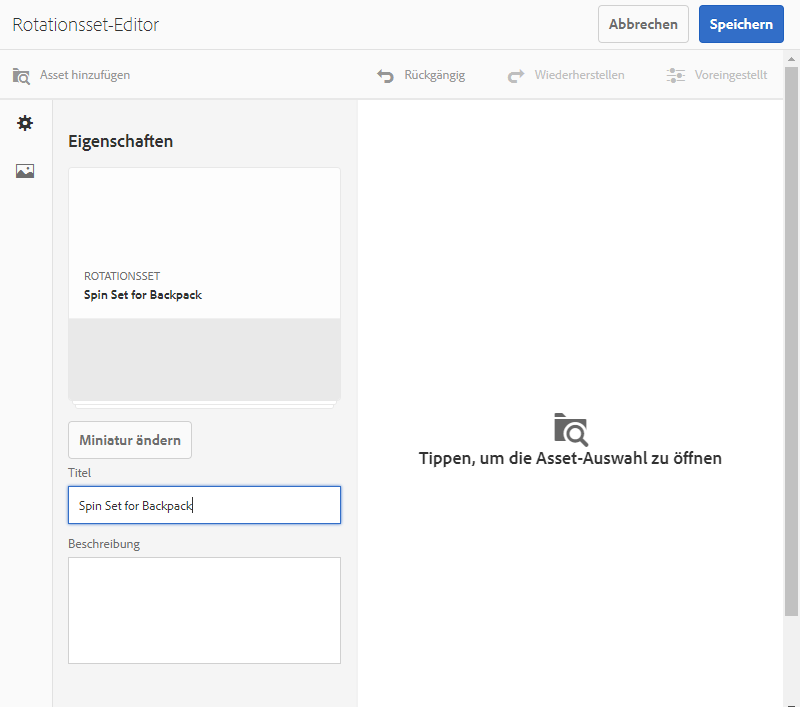 Rotationsset-Editor
Abbrechen
Speichern
Asset hinzufügen
Rückgängig
Wiederherstellen
Voreingestellt
Eigenschaften
ROTATIONSSET
Spin Set for Backpack
Miniatur ändern
Titel
Spin Set for Backpack
Beschreibung
Tippen, um die Asset-Auswahl zu öffnen